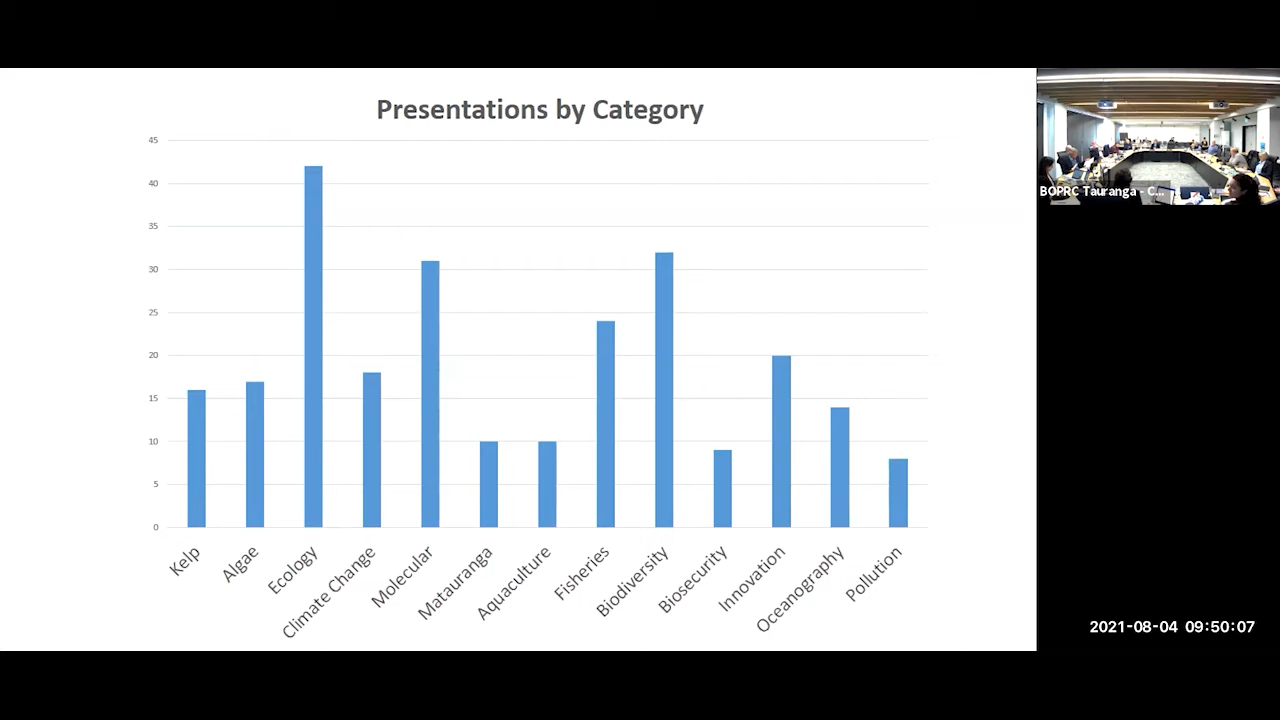 Presentations by Category
45
40
35
30
25
20
15
10
5
0
Kelp
Algae
Ecology
Climate Change
Molecular
Matauranga
Aquaculture
Fisheries
Biodiversity
Biosecurity
Innovation
Oceanography
Pollution
BOPRC Tauranga - C...
2021-08-04 09:50:07